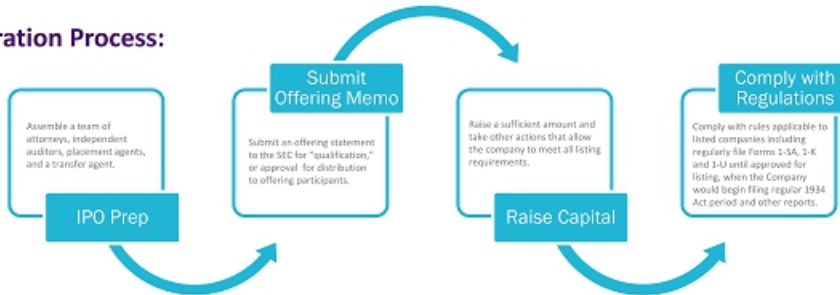 ration Process:
Assemble a team of
attorneys, independent
auditors, placement agents,
and a transfer agent.
IPO Prep
Submit
Offering Memo
Submit an offering statement
to the SEC for "qualification,"
or approval for distribution
to offering participants.
Raise a sufficient amount and
take other actions that allow
the company to meet all listing
requirements.
Raise Capital
Comply with
Regulations
Comply with rules applicable to
listed companies including
regularly file Forms 1-SA, 1-K
and 1-U until approved for
listing, when the Company
would begin filing regular 1934
Act period and other reports.